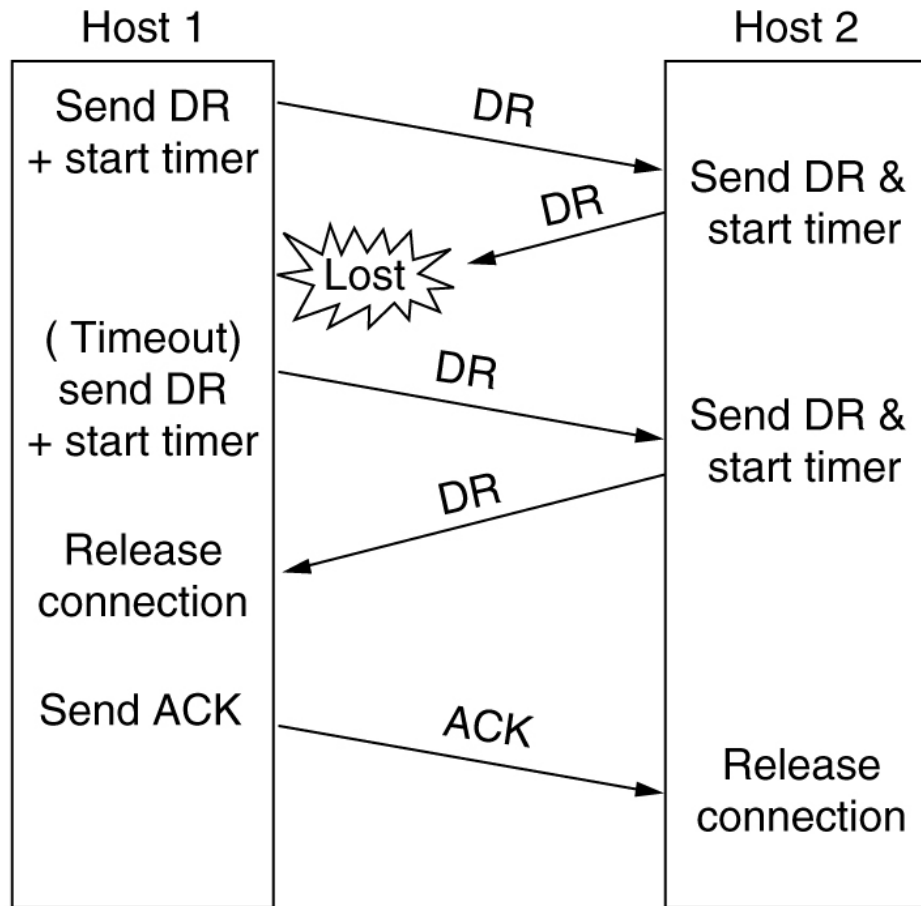 Host 1
Host 2
Send DR
+ start timer
DR
Send DR &
start timer
DR
Lost
( Timeout)
send DR
+ start timer
DR
Send DR &
start timer
DR
Release
connection
Send ACK
ACK
Release
connection